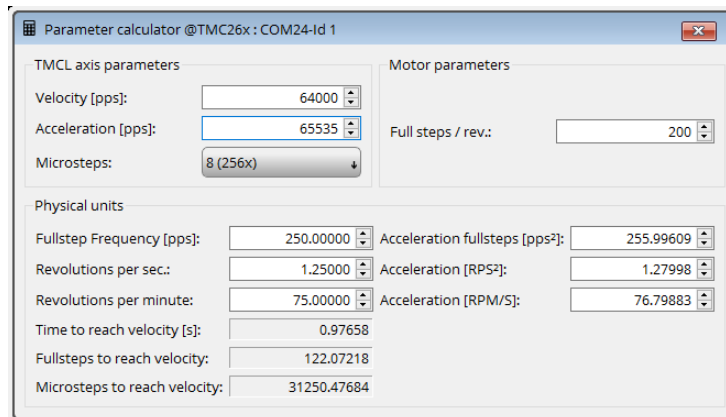 Parameter calculator @TMC26x : COM24-Id 1
TMCL axis parameters
Velocity [pps]: 64000
Acceleration [pps]: 65535
Microsteps: 8 (256x)
Motor parameters
Full steps / rev.: 200
Physical units
Fullstep Frequency [pps]: 250.00000 Acceleration fullsteps [pps²]: 255.99609
Revolutions per sec.: 1.25000 Acceleration [RPS²]: 1.27998
Revolutions per minute: 75.00000 Acceleration [RPM/S]: 76.79883
Time to reach velocity [s]: 0.97658
Fullsteps to reach velocity: 122.07218
Microsteps to reach velocity: 31250.47684